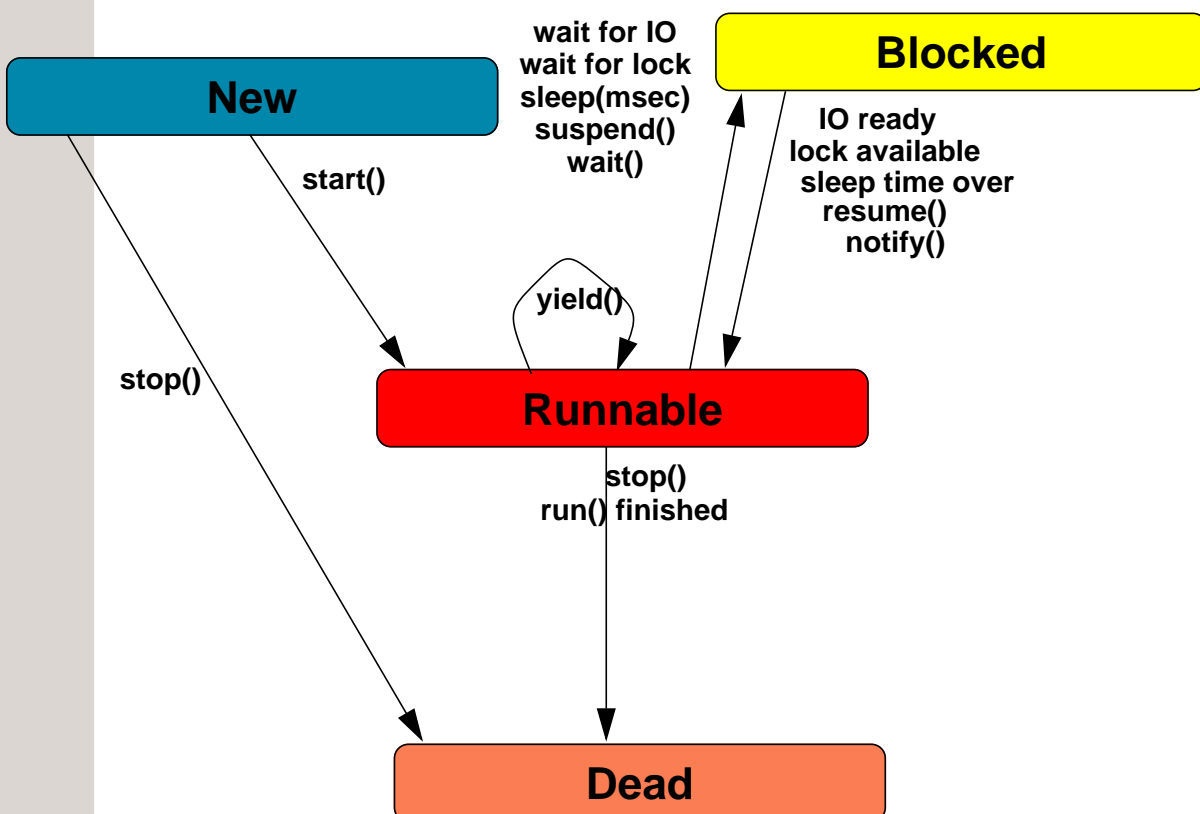 New
wait for IO
wait for lock
sleep(msec)
suspend()
wait()
Blocked
IO ready
lock available
sleep time over
resume()
notify()
start()
yield()
stop()
Runnable
stop()
run() finished
Dead